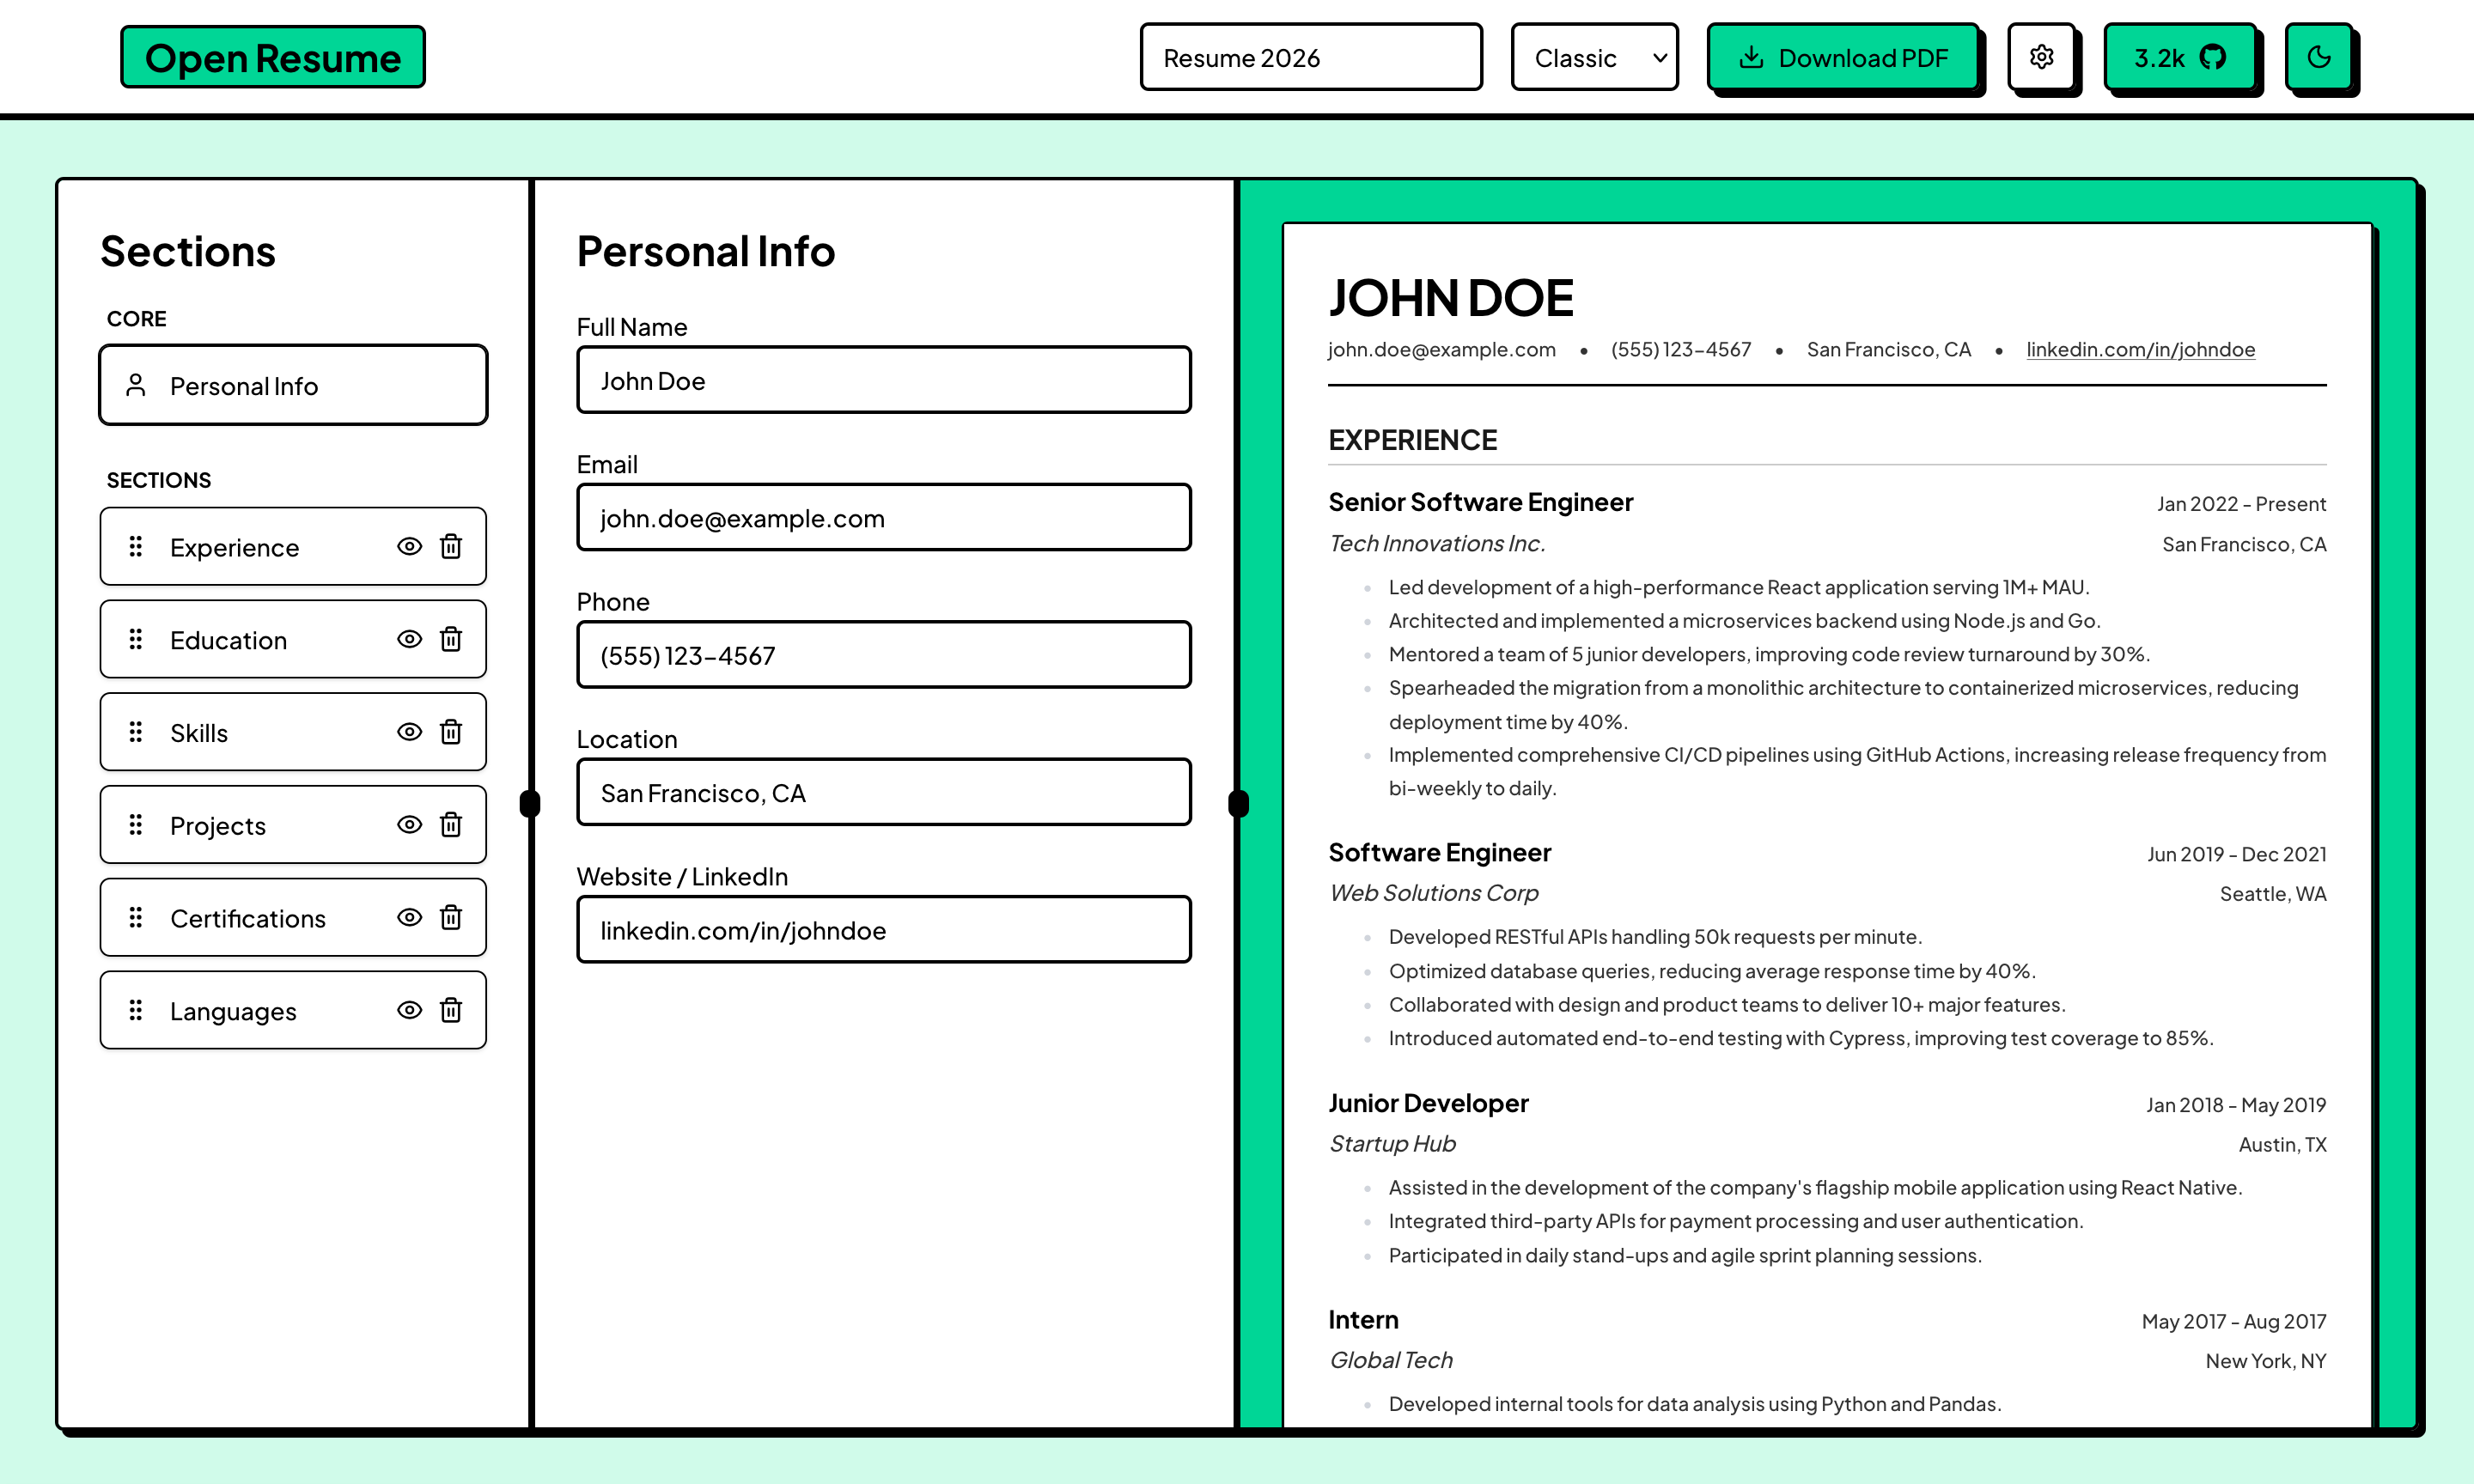 Open Resume
Resume 2026
Classic
Download PDF
3.2k
Sections
CORE
Personal Info
SECTIONS
Experience
Education
Skills
Projects
Certifications
Languages
Personal Info
Full Name
John Doe
Email
john.doe@example.com
Phone
(555) 123-4567
Location
San Francisco, CA
Website / LinkedIn
linkedin.com/in/johndoe
JOHN DOE
john.doe@example.com • (555) 123-4567 • San Francisco, CA • linkedin.com/in/johndoe
EXPERIENCE
Senior Software Engineer Jan 2022 - Present
Tech Innovations Inc. San Francisco, CA
• Led development of a high-performance React application serving 1M+ MAU.
• Architected and implemented a microservices backend using Node.js and Go.
• Mentored a team of 5 junior developers, improving code review turnaround by 30%.
• Spearheaded the migration from a monolithic architecture to containerized microservices, reducing
deployment time by 40%.
• Implemented comprehensive CI/CD pipelines using GitHub Actions, increasing release frequency from
bi-weekly to daily.
Software Engineer Jun 2019 - Dec 2021
Web Solutions Corp Seattle, WA
• Developed RESTful APIs handling 50k requests per minute.
• Optimized database queries, reducing average response time by 40%.
• Collaborated with design and product teams to deliver 10+ major features.
• Introduced automated end-to-end testing with Cypress, improving test coverage to 85%.
Junior Developer Jan 2018 - May 2019
Startup Hub Austin, TX
• Assisted in the development of the company's flagship mobile application using React Native.
• Integrated third-party APIs for payment processing and user authentication.
• Participated in daily stand-ups and agile sprint planning sessions.
Intern May 2017 - Aug 2017
Global Tech New York, NY
• Developed internal tools for data analysis using Python and Pandas.